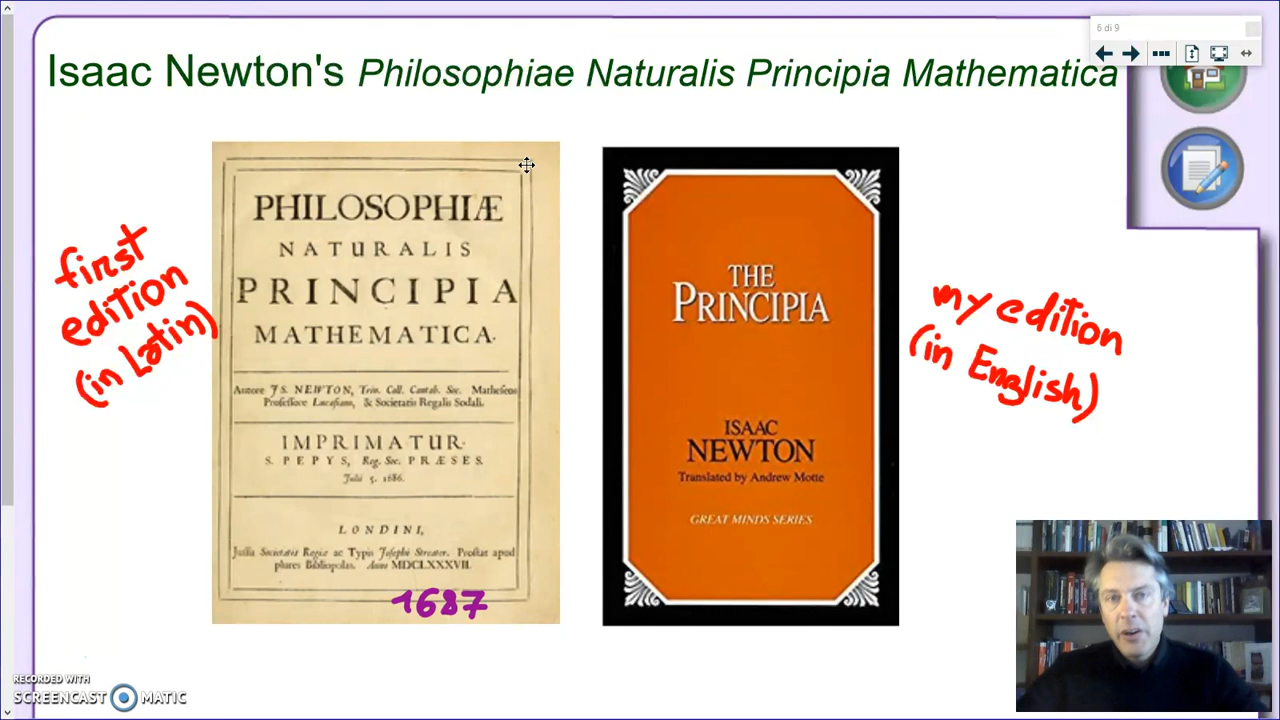 6 di 9
Isaac Newton's Philosophiae Naturalis Principia Mathematica
PHILOSOPHIÆ
NATURALIS
PRINCIPIA
MATHEMATICA.
Autore J S. NEWTON, Trin. Coll. Cantab. Soc. Matheseos
Professore Lucasiano, & Societatis Regalis Sodali.
IMPRIMATUR.
S. PEPYS, Reg. Soc. PRÆSES.
Julii 5. 1686.
LONDINI,
Jussu Societatis Regiæ ac Typis Josephi Streater. Prostat apud
plures Bibliopolas. Anno MDCLXXXVII.
1687
first
edition
(in Latin)
THE
PRINCIPIA
ISAAC
NEWTON
Translated by Andrew Motte
GREAT MINDS SERIES
my edition
(in English)
RECORDED WITH
SCREENCAST MATIC